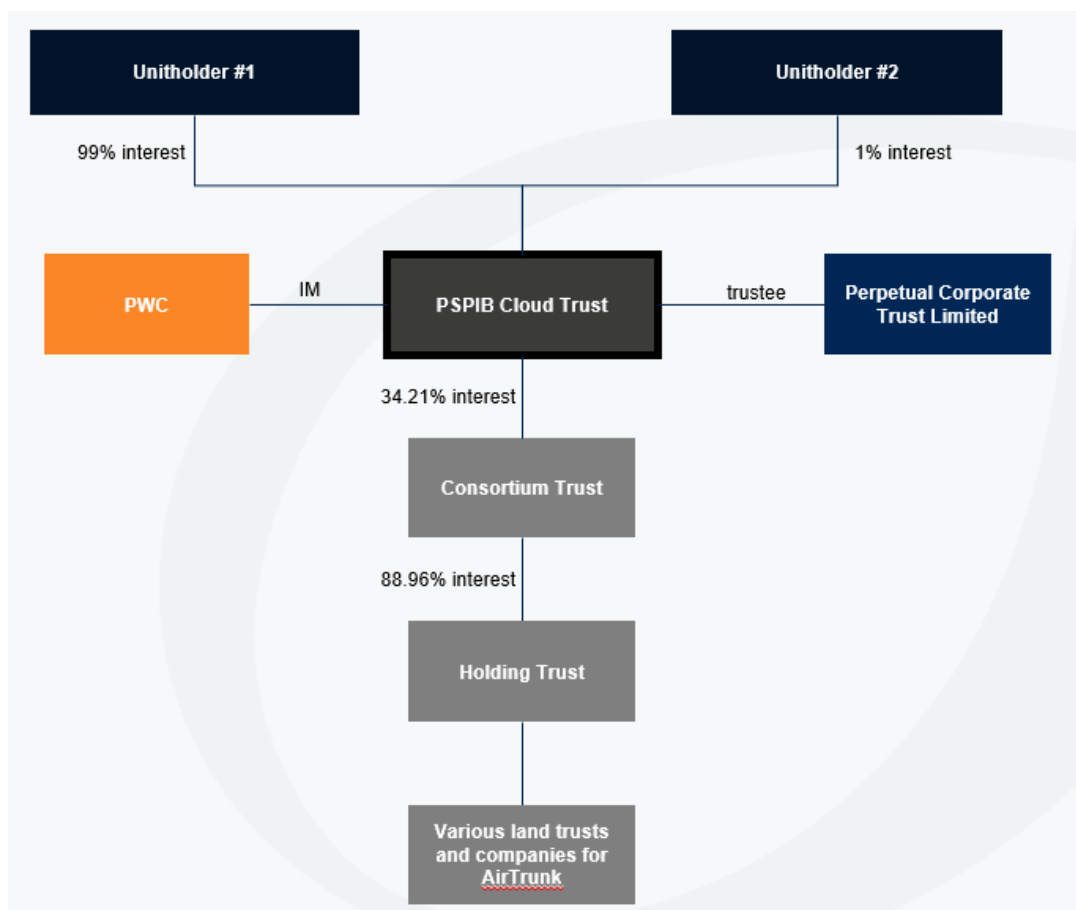 Unitholder #1
Unitholder #2
99% interest
1% interest
PWC
IM
PSPIB Cloud Trust
trustee
Perpetual Corporate
Trust Limited
34.21% interest
Consortium Trust
88.96% interest
Holding Trust
Various land trusts
and companies for
AirTrunk